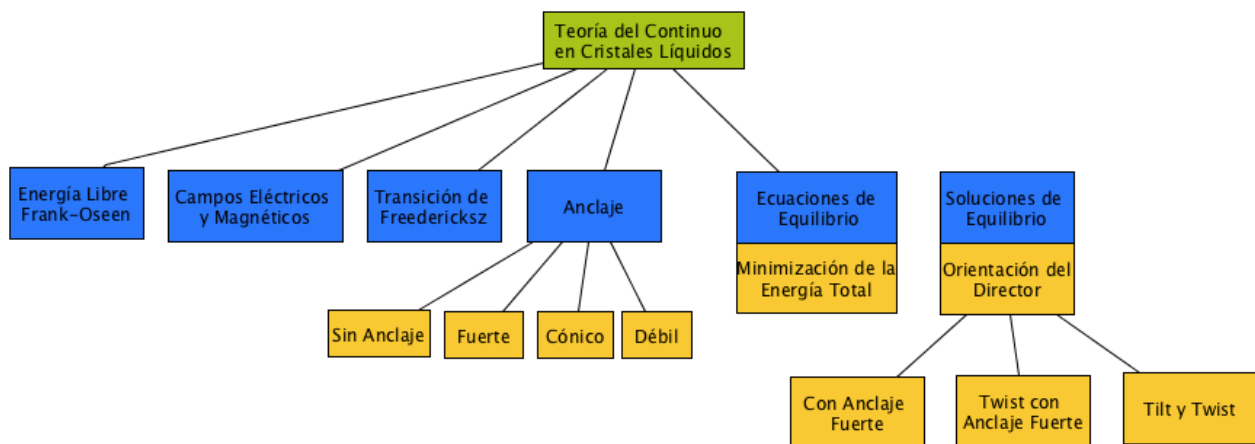 Teoría del Continuo
en Cristales Líquidos
Energía Libre
Frank-Oseen
Campos Eléctricos
y Magnéticos
Transición de
Freedericksz
Anclaje
Ecuaciones de
Equilibrio
Soluciones de
Equilibrio
Minimización de la
Energía Total
Orientación del
Director
Sin Anclaje
Fuerte
Cónico
Débil
Con Anclaje
Fuerte
Twist con
Anclaje Fuerte
Tilt y Twist